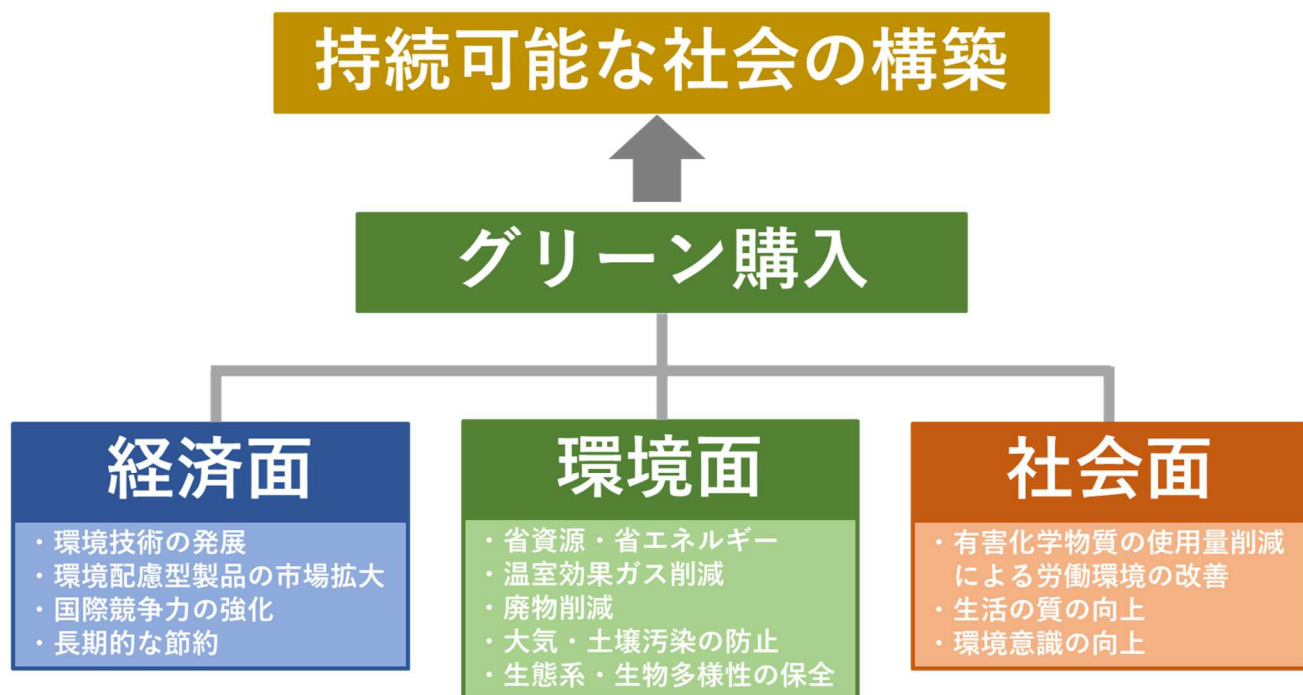 持続可能な社会の構築
グリーン購入
経済面
・環境技術の発展
・環境配慮型製品の市場拡大
・国際競争力の強化
・長期的な節約
環境面
・省資源・省エネルギー
・温室効果ガス削減
・廃物削減
・大気・土壌汚染の防止
・生態系・生物多様性の保全
社会面
・有害化学物質の使用量削減
による労働環境の改善
・生活の質の向上
・環境意識の向上